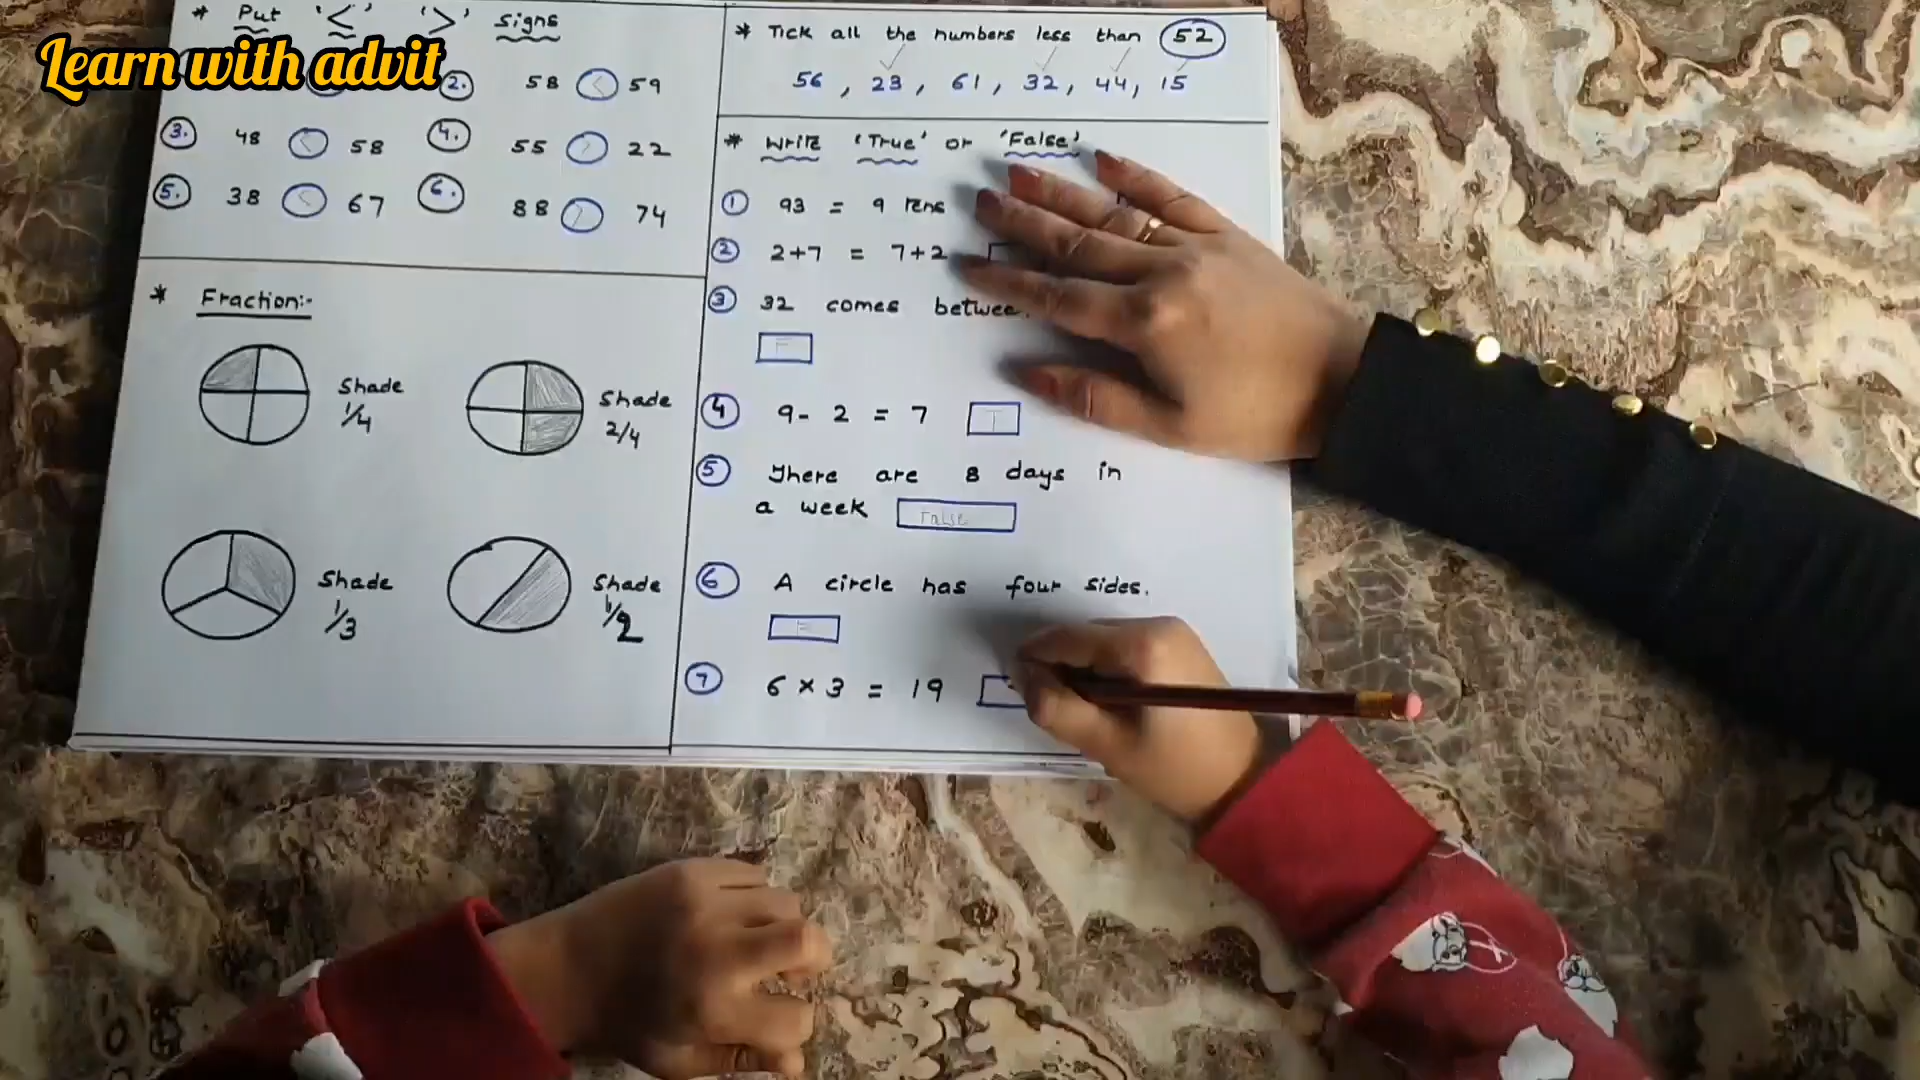 Learn with advit
* Put '<' '>' signs
2. 58 < 59
3. 48 < 58
4. 55 > 22
5. 38 < 67
6. 88 > 74
* Fraction:-
Shade 1/4
Shade 2/4
Shade 1/3
Shade 1/2
* Tick all the numbers less than 52
56 , 23 , 61 , 32 , 44 , 15
* Write 'True' or 'False'
1 93 = 9 tens
2 2+7 = 7+2
3 32 comes
F
4 9 - 2 = 7 T
5 There are 8 days in
a week False
6 A circle has four sides.
F
7 6 × 3 = 19